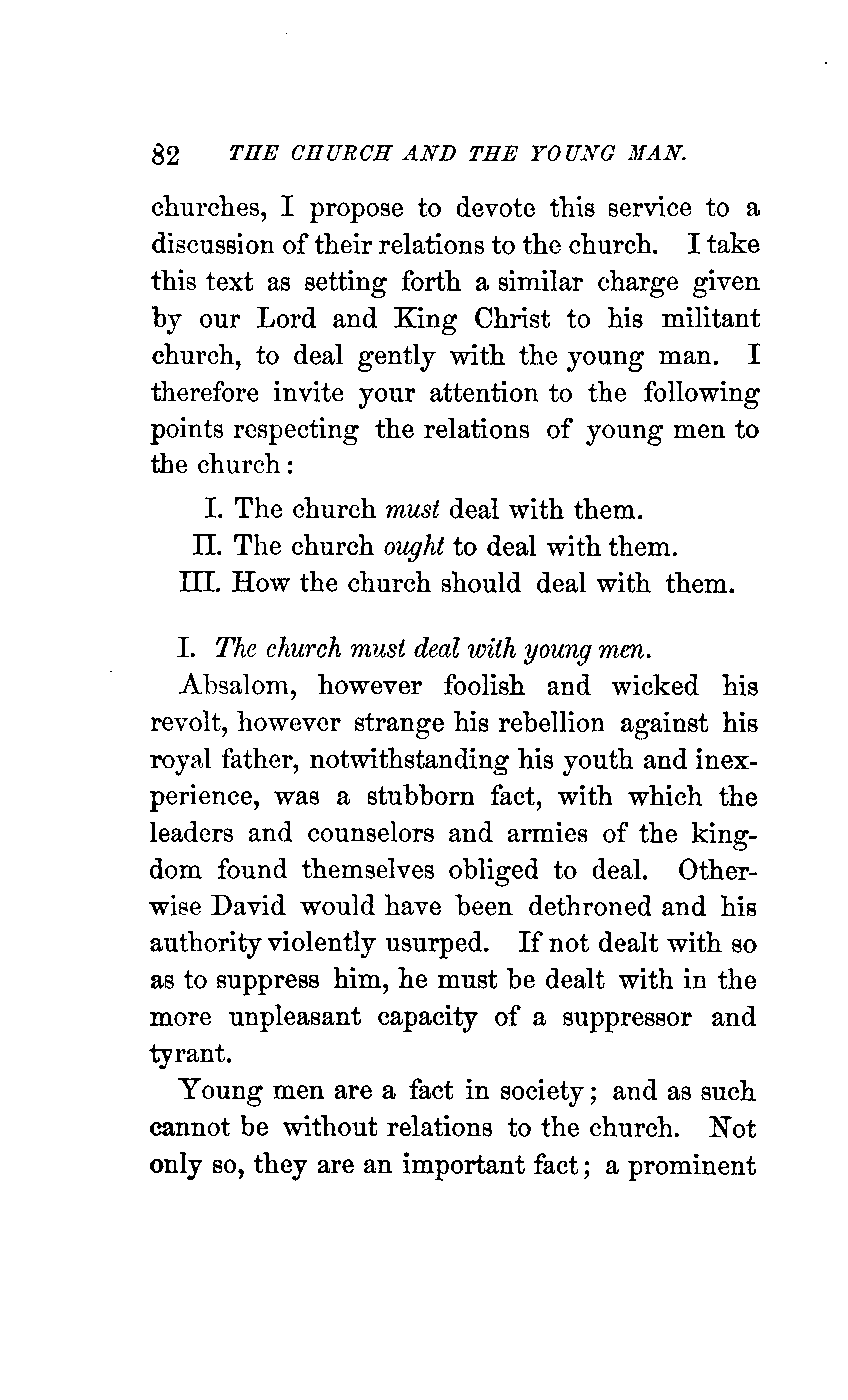 82 THE CHURCH AND THE YOUNG MAN.
churches, I propose to devote this service to a
discussion of their relations to the church. I take
this text as setting forth a similar charge given
by our Lord and King Christ to his militant
church, to deal gently with the young man. I
therefore invite your attention to the following
points respecting the relations of young men to
the church:
I. The church must deal with them.
II. The church ought to deal with them.
III. How the church should deal with them.
I. The church must deal with young men.
Absalom, however foolish and wicked his
revolt, however strange his rebellion against his
royal father, notwithstanding his youth and inex-
perience, was a stubborn fact, with which the
leaders and counselors and armies of the king-
dom found themselves obliged to deal. Other-
wise David would have been dethroned and his
authority violently usurped. If not dealt with so
as to suppress him, he must be dealt with in the
more unpleasant capacity of a suppressor and
tyrant.
Young men are a fact in society; and as such
cannot be without relations to the church. Not
only so, they are an important fact; a prominent